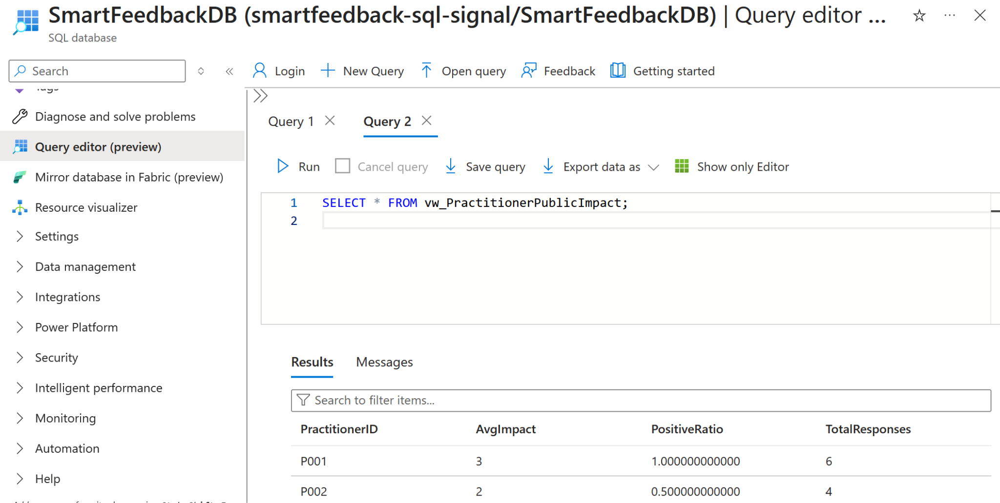 SmartFeedbackDB (smartfeedback-sql-signal/SmartFeedbackDB) | Query editor ...
SQL database
Search
Login
New Query
Open query
Feedback
Getting started
Tags
Diagnose and solve problems
Query editor (preview)
Mirror database in Fabric (preview)
Resource visualizer
Settings
Data management
Integrations
Power Platform
Security
Intelligent performance
Monitoring
Automation
Help
Query 1
Query 2
Run
Cancel query
Save query
Export data as
Show only Editor
1 SELECT * FROM vw_PractitionerPublicImpact;
2
Results
Messages
Search to filter items...
PractitionerID AvgImpact PositiveRatio TotalResponses
P001 3 1.000000000000 6
P002 2 0.500000000000 4